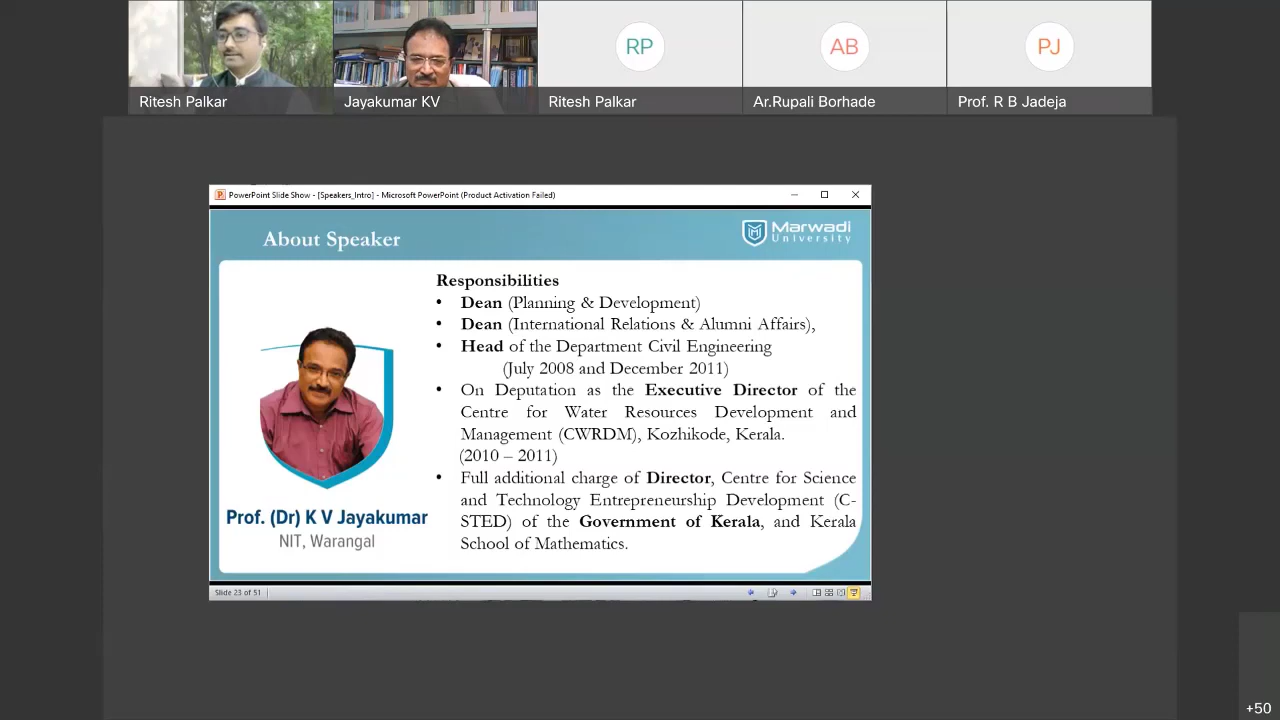 RP
AB
PJ
Ritesh Palkar
Jayakumar KV
Ritesh Palkar
Ar.Rupali Borhade
Prof. R B Jadeja
PowerPoint Slide Show - [Speakers_Intro] - Microsoft PowerPoint (Product Activation Failed)
About Speaker
Marwadi
University
Responsibilities
• Dean (Planning & Development)
• Dean (International Relations & Alumni Affairs),
• Head of the Department Civil Engineering
(July 2008 and December 2011)
• On Deputation as the Executive Director of the
Centre for Water Resources Development and
Management (CWRDM), Kozhikode, Kerala.
(2010 – 2011)
• Full additional charge of Director, Centre for Science
and Technology Entrepreneurship Development (C-
STED) of the Government of Kerala, and Kerala
School of Mathematics.
Prof. (Dr) K V Jayakumar
NIT, Warangal
Slide 23 of 51
+50